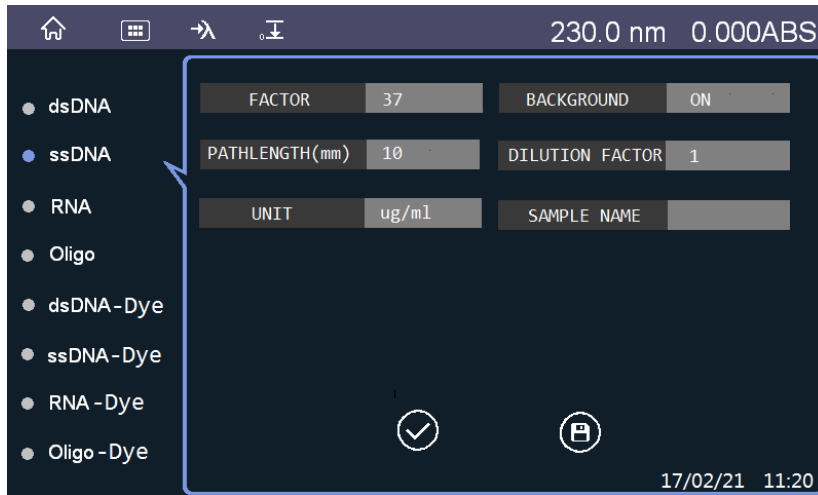 230.0 nm 0.000ABS
dsDNA
ssDNA
RNA
Oligo
dsDNA-Dye
ssDNA-Dye
RNA-Dye
Oligo-Dye
FACTOR 37 BACKGROUND ON
PATHLENGTH(mm) 10 DILUTION FACTOR 1
UNIT ug/ml SAMPLE NAME
17/02/21 11:20